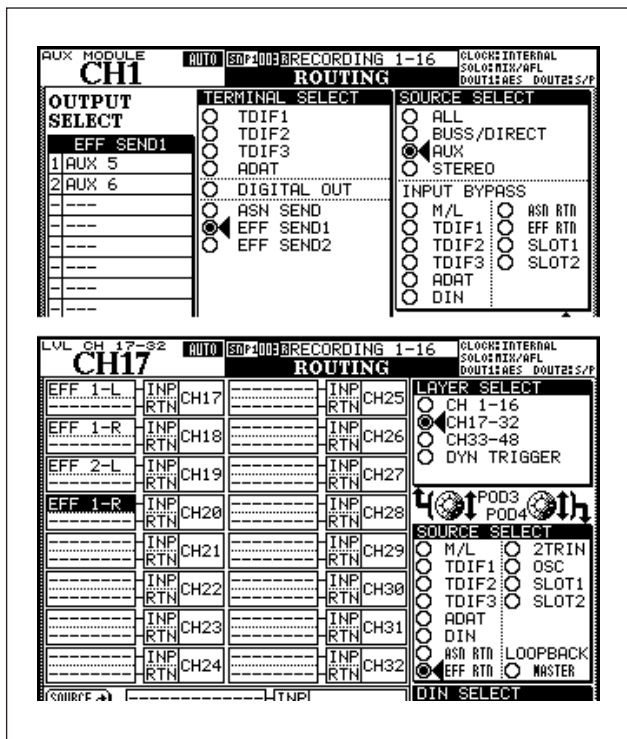 AUX MODULE
CH1
AUTO SNP1003BRECORDING 1-16
ROUTING
CLOCK:INTERNAL
SOLO:MIX/AFL
DOUT1:AES DOUT2:S/P
OUTPUT
SELECT
EFF SEND1
1 AUX 5
2 AUX 6
- ---
- ---
- ---
- ---
- ---
- ---
TERMINAL SELECT
TDIF1
TDIF2
TDIF3
ADAT
DIGITAL OUT
ASN SEND
EFF SEND1
EFF SEND2
SOURCE SELECT
ALL
BUSS/DIRECT
AUX
STEREO
INPUT BYPASS
M/L ASN RTN
TDIF1 EFF RTN
TDIF2 SLOT1
TDIF3 SLOT2
ADAT
DIN
LVL CH 17-32
CH17
AUTO SNP1003BRECORDING 1-16
ROUTING
CLOCK:INTERNAL
SOLO:MIX/AFL
DOUT1:AES DOUT2:S/P
EFF 1-L INP CH17 -------- INP CH25
-------- RTN -------- RTN
EFF 1-R INP CH18 -------- INP CH26
-------- RTN -------- RTN
EFF 2-L INP CH19 -------- INP CH27
-------- RTN -------- RTN
EFF 1-R INP CH20 -------- INP CH28
-------- RTN -------- RTN
-------- INP CH21 -------- INP CH29
-------- RTN -------- RTN
-------- INP CH22 -------- INP CH30
-------- RTN -------- RTN
-------- INP CH23 -------- INP CH31
-------- RTN -------- RTN
-------- INP CH24 -------- INP CH32
-------- RTN -------- RTN
(SOURCE →) -------- INP
LAYER SELECT
CH 1-16
CH17-32
CH33-48
DYN TRIGGER
POD3
POD4
SOURCE SELECT
M/L 2TRIN
TDIF1 OSC
TDIF2 SLOT1
TDIF3 SLOT2
ADAT
DIN
ASN RTN LOOPBACK
EFF RTN MASTER
DIN SELECT